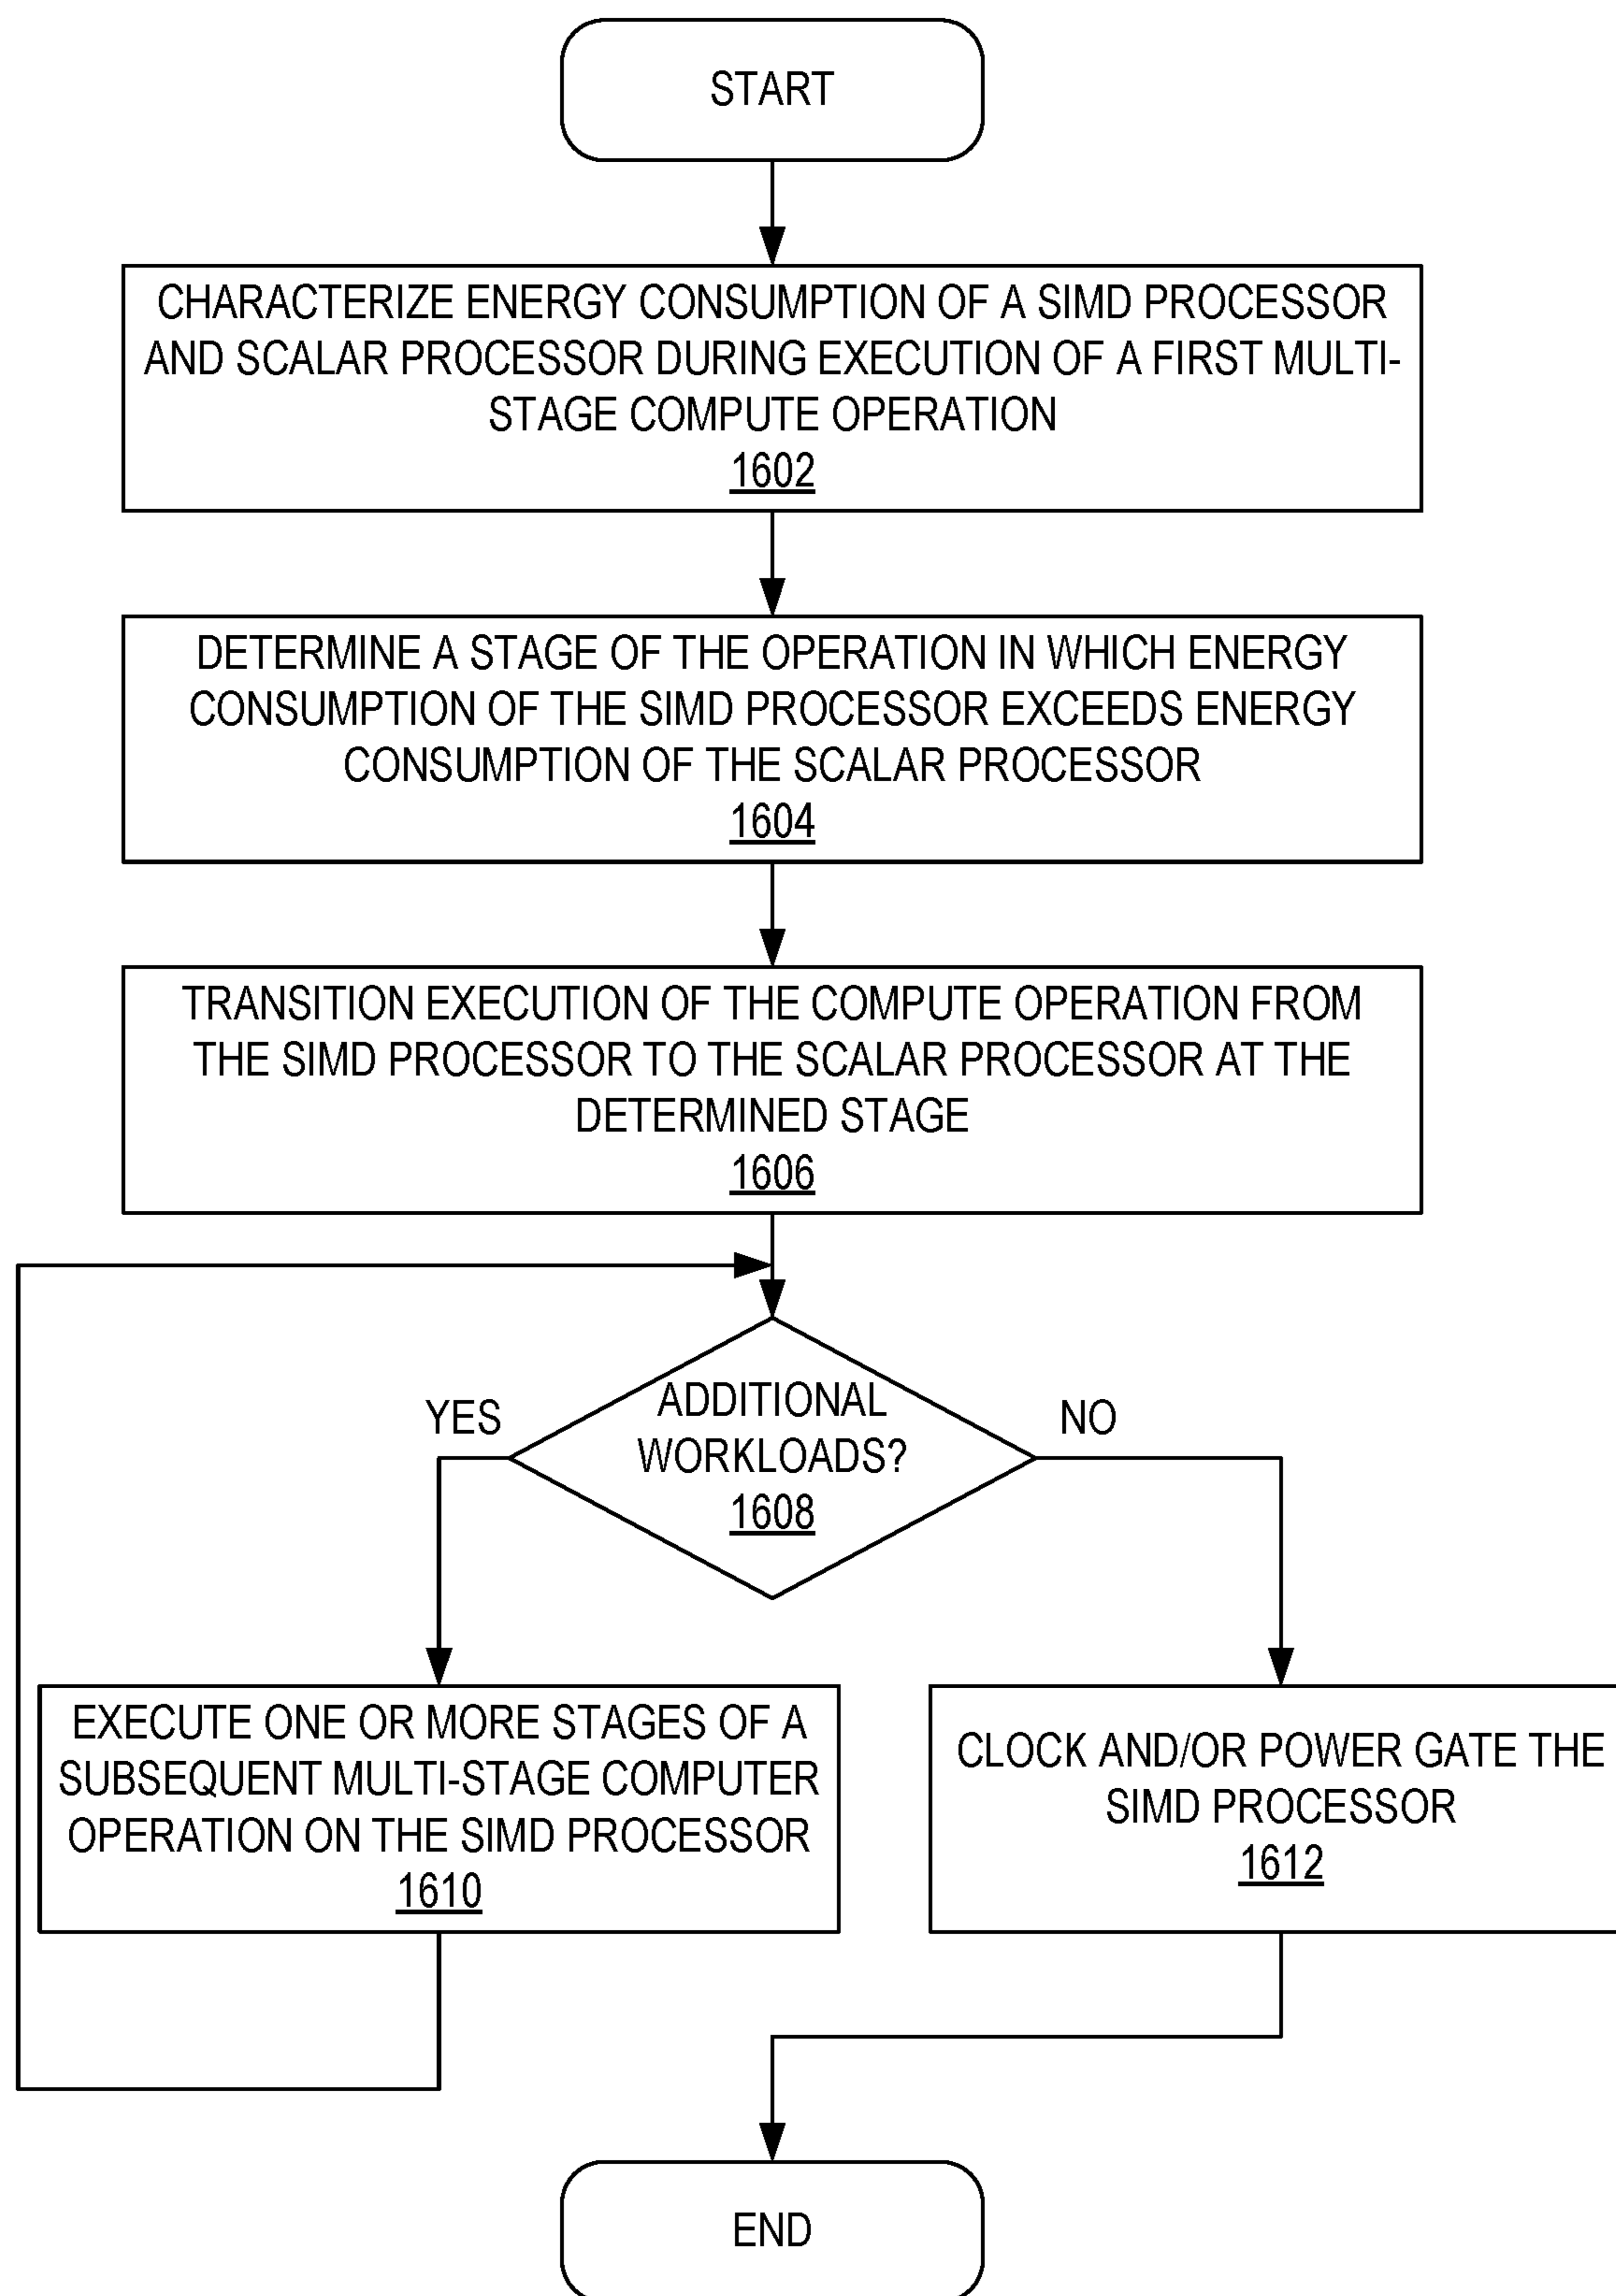 START
CHARACTERIZE ENERGY CONSUMPTION OF A SIMD PROCESSOR
AND SCALAR PROCESSOR DURING EXECUTION OF A FIRST MULTI-
STAGE COMPUTE OPERATION
1602
DETERMINE A STAGE OF THE OPERATION IN WHICH ENERGY
CONSUMPTION OF THE SIMD PROCESSOR EXCEEDS ENERGY
CONSUMPTION OF THE SCALAR PROCESSOR
1604
TRANSITION EXECUTION OF THE COMPUTE OPERATION FROM
THE SIMD PROCESSOR TO THE SCALAR PROCESSOR AT THE
DETERMINED STAGE
1606
ADDITIONAL
WORKLOADS?
1608
YES
NO
EXECUTE ONE OR MORE STAGES OF A
SUBSEQUENT MULTI-STAGE COMPUTER
OPERATION ON THE SIMD PROCESSOR
1610
CLOCK AND/OR POWER GATE THE
SIMD PROCESSOR
1612
END